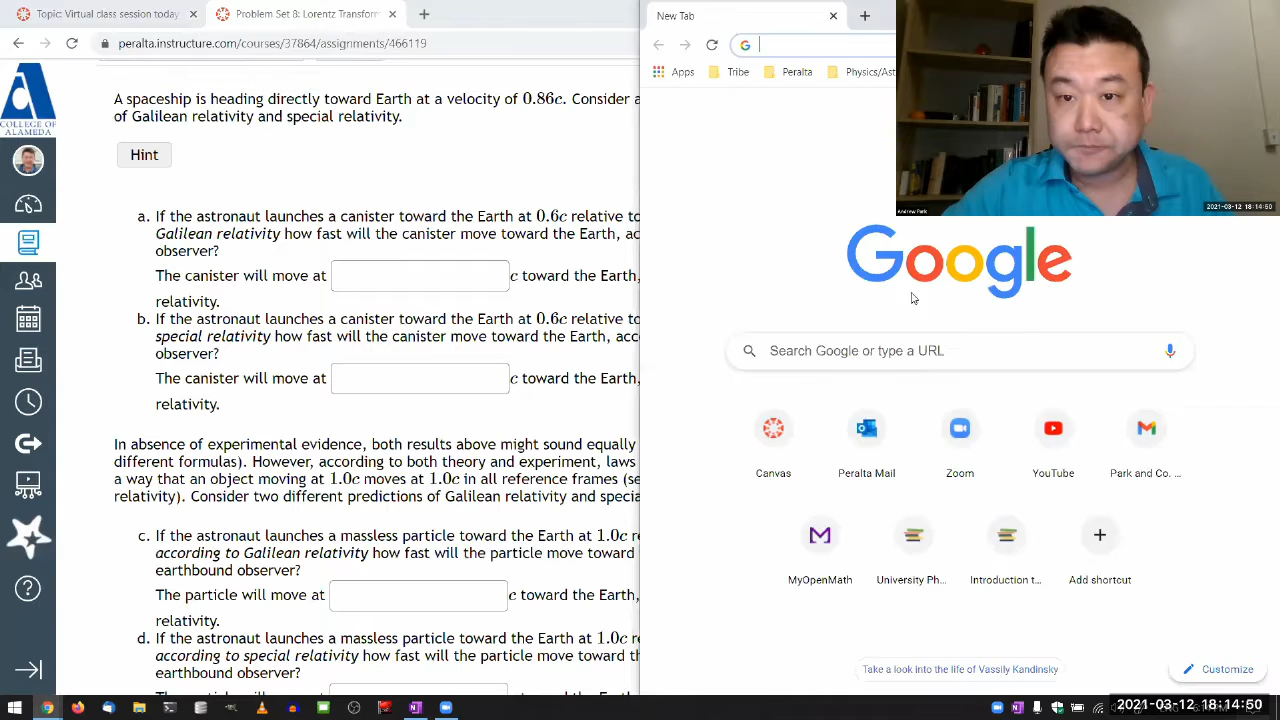 Topic: Virtual class session today
Problem Set 8: Lorentz Transform
peralta.instructure.com/courses/37864/assignments/466119
COLLEGE OF
ALAMEDA
A spaceship is heading directly toward Earth at a velocity of 0.86c. Consider a
of Galilean relativity and special relativity.
Hint
a. If the astronaut launches a canister toward the Earth at 0.6c relative to
Galilean relativity how fast will the canister move toward the Earth, ac
observer?
The canister will move at c toward the Earth,
relativity.
b. If the astronaut launches a canister toward the Earth at 0.6c relative to
special relativity how fast will the canister move toward the Earth, acc
observer?
The canister will move at c toward the Earth,
relativity.
In absence of experimental evidence, both results above might sound equally
different formulas). However, according to both theory and experiment, laws
a way that an object moving at 1.0c moves at 1.0c in all reference frames (se
relativity). Consider two different predictions of Galilean relativity and specia
c. If the astronaut launches a massless particle toward the Earth at 1.0c re
according to Galilean relativity how fast will the particle move toward
earthbound observer?
The particle will move at c toward the Earth,
relativity.
d. If the astronaut launches a massless particle toward the Earth at 1.0c re
according to special relativity how fast will the particle move toward th
earthbound observer?
New Tab
Apps
Tribe
Peralta
Physics/Ast
Andrew Park
2021-03-12 18:14:50
Google
Search Google or type a URL
Canvas
Peralta Mail
Zoom
YouTube
Park and Co. ...
MyOpenMath
University Ph...
Introduction t...
Add shortcut
Take a look into the life of Vassily Kandinsky
Customize
2021-03-12 18:14:50